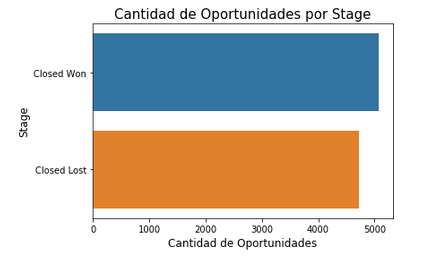 Cantidad de Oportunidades por Stage
Stage
Closed Won
Closed Lost
0 1000 2000 3000 4000 5000
Cantidad de Oportunidades